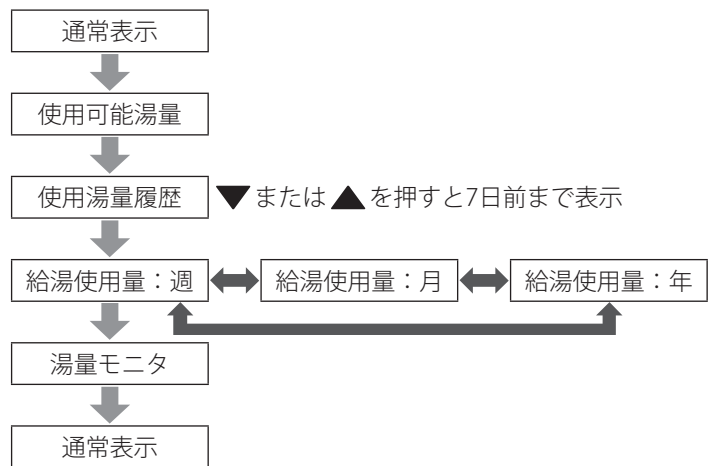 通常表示
使用可能湯量
使用湯量履歴 ▼または▲を押すと7日前まで表示
給湯使用量：週 給湯使用量：月 給湯使用量：年
湯量モニタ
通常表示